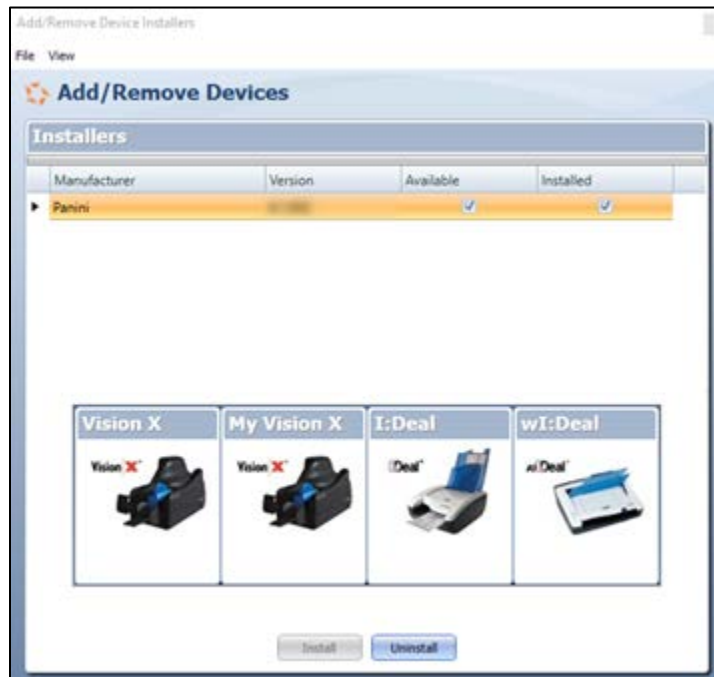 Add/Remove Device Installers
File View
Add/Remove Devices
Installers
Manufacturer Version Available Installed
Panini
Vision X My Vision X I:Deal wI:Deal
Vision X Vision X I:Deal wI:Deal
Install Uninstall